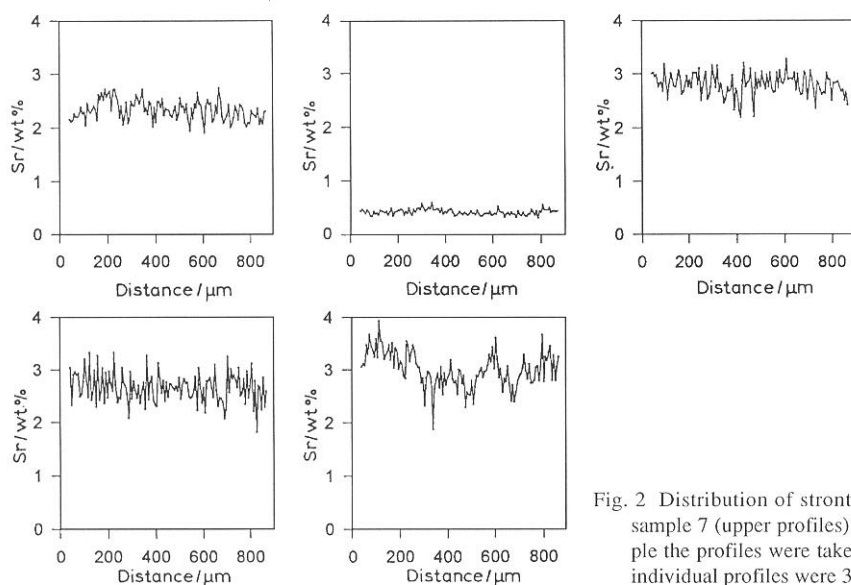 4
3
2
1
0
Sr/wt%
0 200 400 600 800
Distance/µm
4
3
2
1
0
Sr/wt%
0 200 400 600 800
Distance/µm
4
3
2
1
0
Sr/wt%
0 200 400 600 800
Distance/µm
4
3
2
1
0
Sr/wt%
0 200 400 600 800
Distance/µm
4
3
2
1
0
Sr/wt%
0 200 400 600 800
Distance/µm
Fig. 2 Distribution of stront
sample 7 (upper profiles)
ple the profiles were take
individual profiles were 3